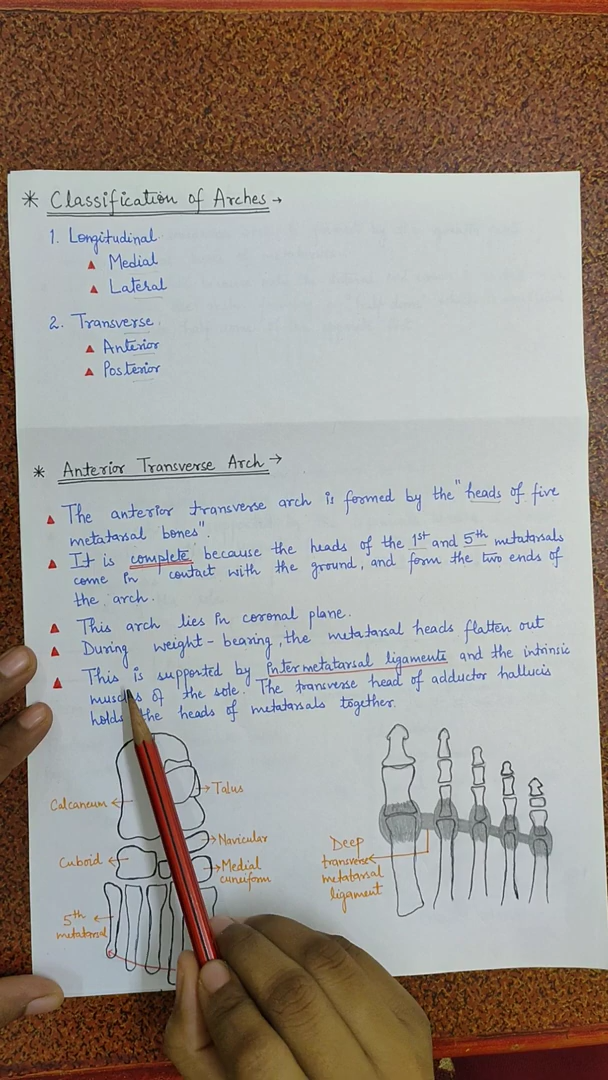 * Classification of Arches →
1. Longitudinal
▲ Medial
▲ Lateral
2. Transverse
▲ Anterior
▲ Posterior
* Anterior Transverse Arch →
▲ The anterior transverse arch is formed by the "heads of five
metatarsal bones".
▲ It is complete because the heads of the 1st and 5th metatarsals
come in contact with the ground, and form the two ends of
the arch.
▲ This arch lies in coronal plane.
▲ During weight-bearing, the metatarsal heads flatten out
▲ This is supported by intermetatarsal ligaments and the intrinsic
muscles of the sole. The transverse head of adductor hallucis
holds the heads of metatarsals together.
Calcaneum
Talus
Navicular
Cuboid
Medial
cuneiform
5th
metatarsal
Deep
transverse
metatarsal
ligament